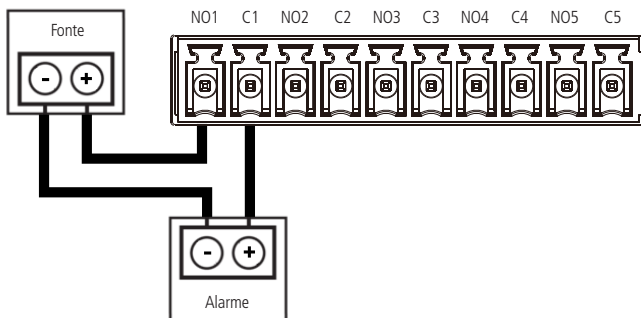 NO1 C1 NO2 C2 NO3 C3 NO4 C4 NO5 C5
Fonte
- +
- +
Alarme